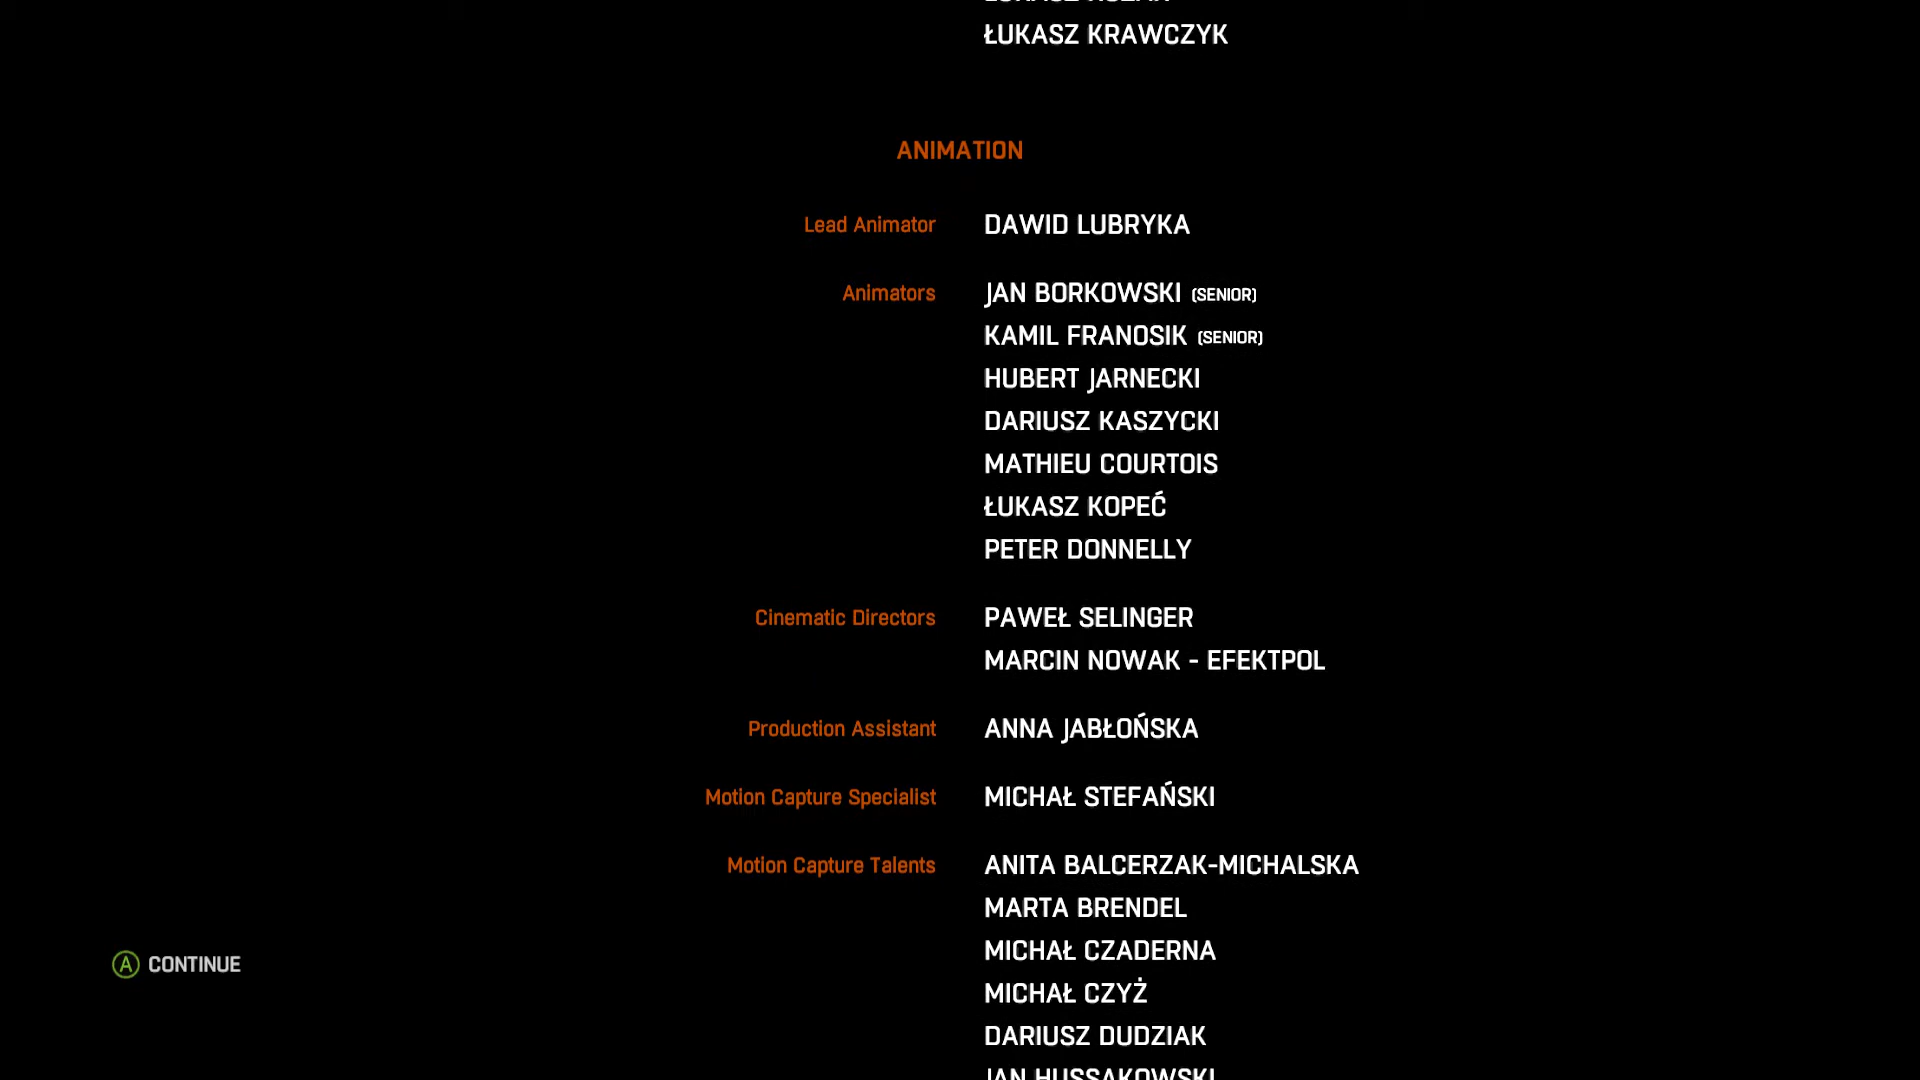 ŁUKASZ KRAWCZYK
ANIMATION
Lead Animator DAWID LUBRYKA
Animators JAN BORKOWSKI (SENIOR)
KAMIL FRANOSIK (SENIOR)
HUBERT JARNECKI
DARIUSZ KASZYCKI
MATHIEU COURTOIS
ŁUKASZ KOPEĆ
PETER DONNELLY
Cinematic Directors PAWEŁ SELINGER
MARCIN NOWAK - EFEKTPOL
Production Assistant ANNA JABŁOŃSKA
Motion Capture Specialist MICHAŁ STEFAŃSKI
Motion Capture Talents ANITA BALCERZAK-MICHALSKA
MARTA BRENDEL
MICHAŁ CZADERNA
MICHAŁ CZYŻ
DARIUSZ DUDZIAK
JAN HUSSAKOWSKI
A CONTINUE